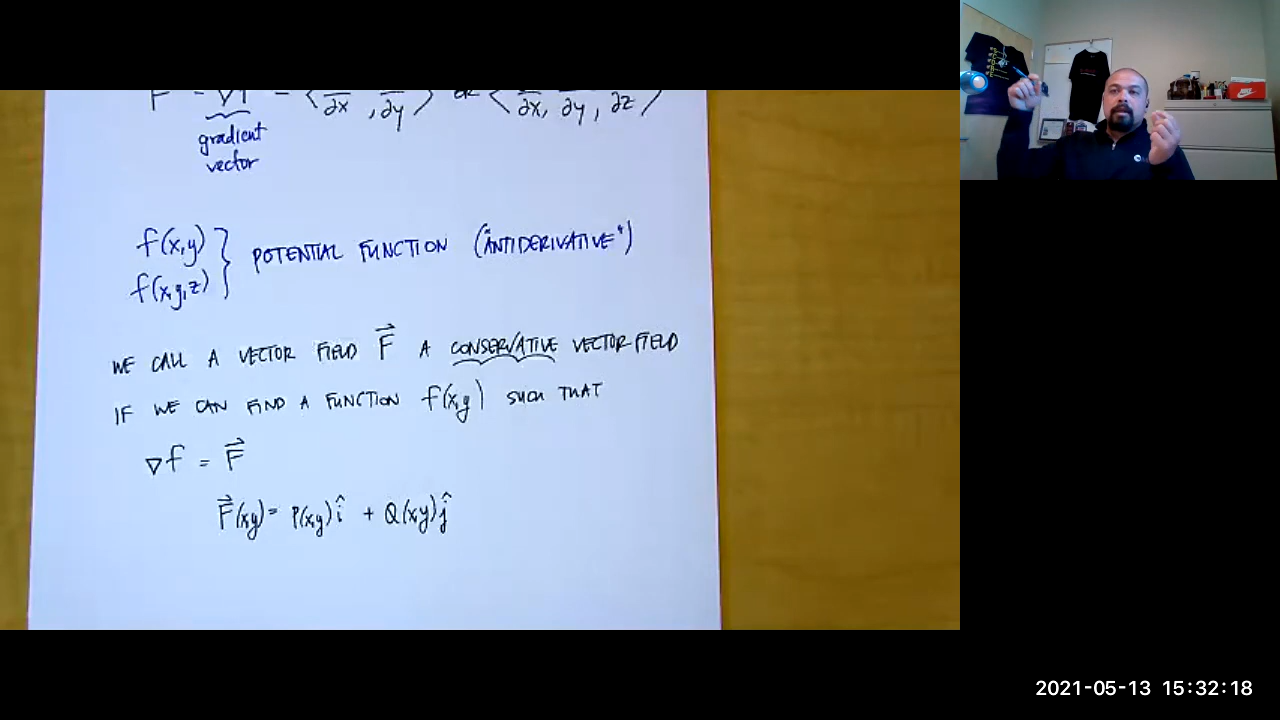 F = ∇f = ⟨ ∂x , ∂y ⟩ OR ⟨ ∂x, ∂y, ∂z ⟩
gradient
vector
f(x,y)
f(x,y,z) } POTENTIAL FUNCTION ("ANTIDERIVATIVE")
WE CALL A VECTOR FIELD F⃗ A CONSERVATIVE VECTOR FIELD
IF WE CAN FIND A FUNCTION f(x,y) SUCH THAT
∇f = F⃗
F⃗(x,y) = P(x,y)î + Q(x,y)ĵ
2021-05-13 15:32:18